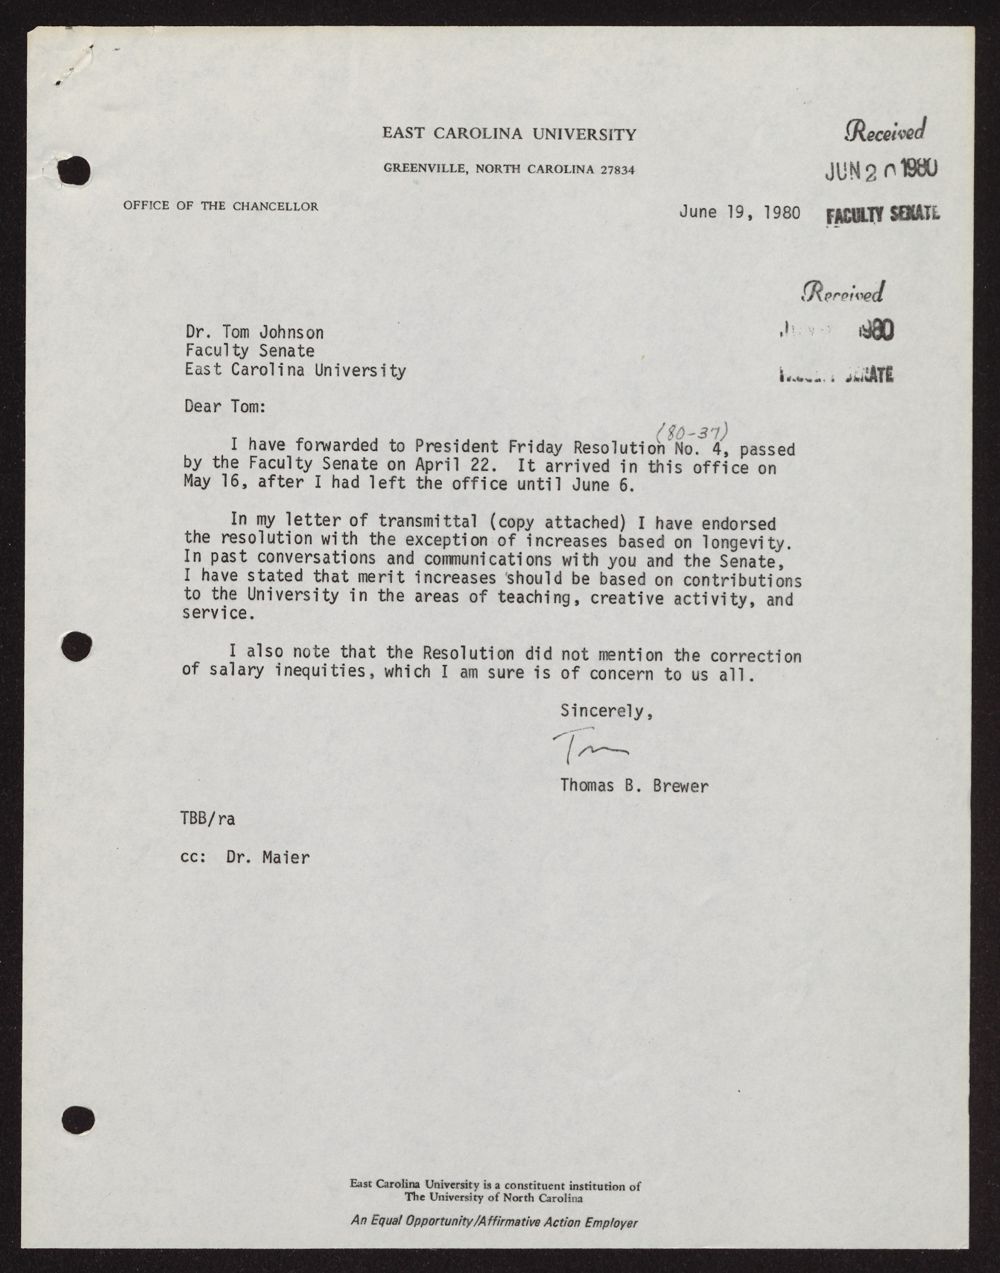 EAST CAROLINA UNIVERSITY
GREENVILLE, NORTH CAROLINA 27834
OFFICE OF THE CHANCELLOR
June 19, 1980
Received
JUN 20 1980
FACULTY SENATE
Received
1980
SENATE
Dr. Tom Johnson
Faculty Senate
East Carolina University
Dear Tom:
(80-37)
I have forwarded to President Friday Resolution No. 4, passed
by the Faculty Senate on April 22. It arrived in this office on
May 16, after I had left the office until June 6.
In my letter of transmittal (copy attached) I have endorsed
the resolution with the exception of increases based on longevity.
In past conversations and communications with you and the Senate,
I have stated that merit increases should be based on contributions
to the University in the areas of teaching, creative activity, and
service.
I also note that the Resolution did not mention the correction
of salary inequities, which I am sure is of concern to us all.
Sincerely,
Tom
Thomas B. Brewer
TBB/ra
cc: Dr. Maier
East Carolina University is a constituent institution of
The University of North Carolina
An Equal Opportunity/Affirmative Action Employer